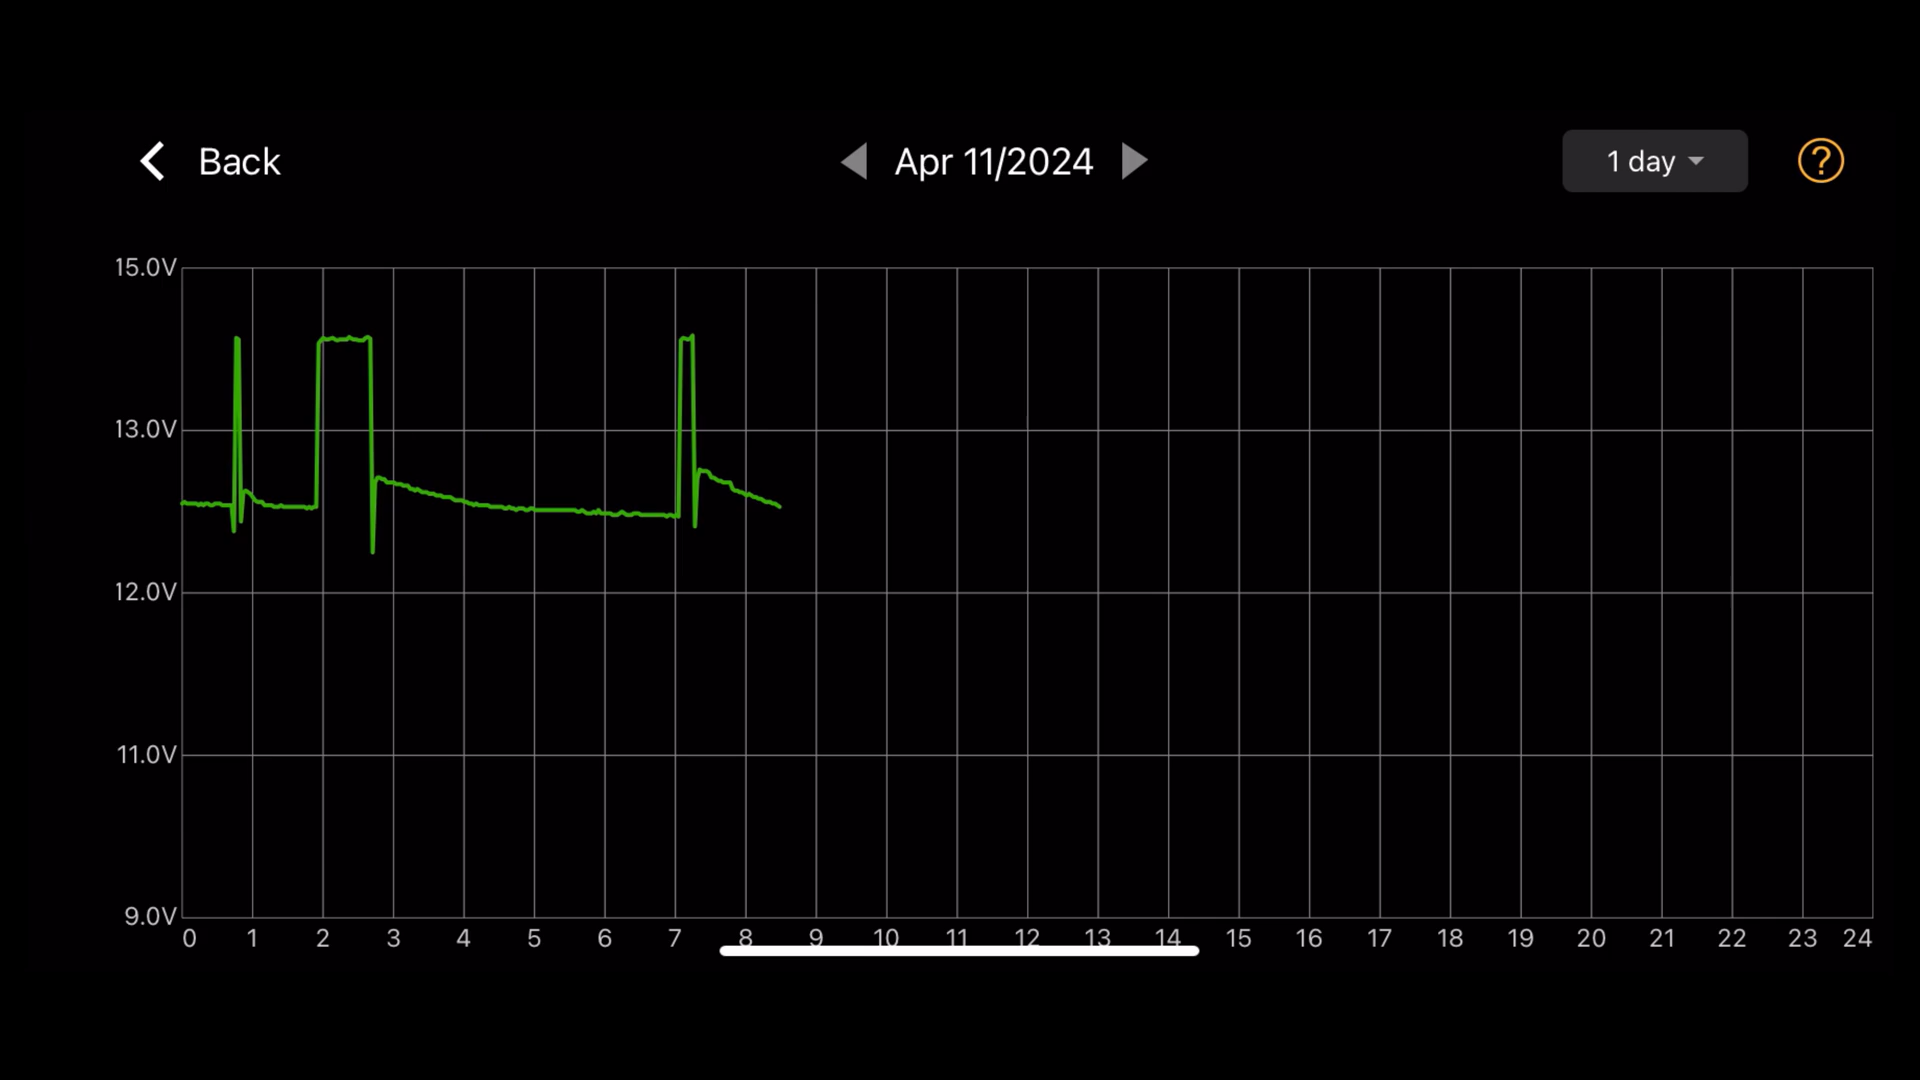 Back
Apr 11/2024
1 day
?
15.0V
13.0V
12.0V
11.0V
9.0V
0 1 2 3 4 5 6 7 8 9 10 11 12 13 14 15 16 17 18 19 20 21 22 23 24